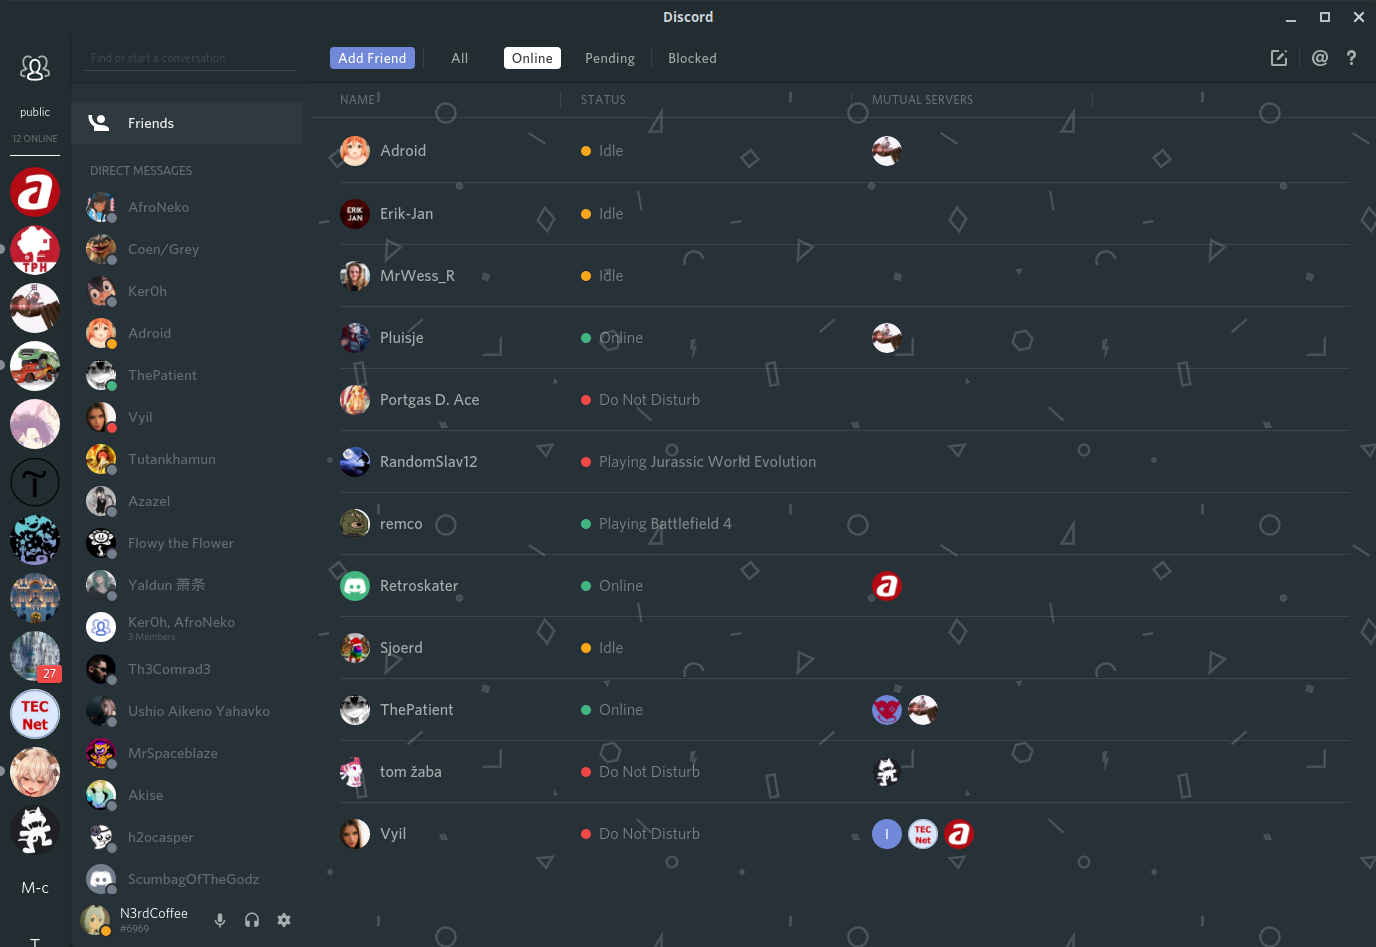 Discord
public
12 ONLINE
TPH
27
TEC
Net
M-c
T
Find or start a conversation
Friends
DIRECT MESSAGES
AfroNeko
Coen/Grey
Ker0h
Adroid
ThePatient
Vyil
Tutankhamun
Azazel
Flowy the Flower
Yaldun 萧条
Ker0h, AfroNeko
3 Members
Th3Comrad3
Ushio Aikeno Yahavko
MrSpaceblaze
Akise
h2ocasper
ScumbagOfTheGodz
N3rdCoffee
#6969
Add Friend All Online Pending Blocked @ ?
NAME STATUS MUTUAL SERVERS
Adroid Idle
ERIK
JAN
Erik-Jan Idle
MrWess_R Idle
Pluisje Online
Portgas D. Ace Do Not Disturb
RandomSlav12 Playing Jurassic World Evolution
remco Playing Battlefield 4
Retroskater Online a
Sjoerd Idle
ThePatient Online
tom žaba Do Not Disturb
Vyil Do Not Disturb I TEC Net a